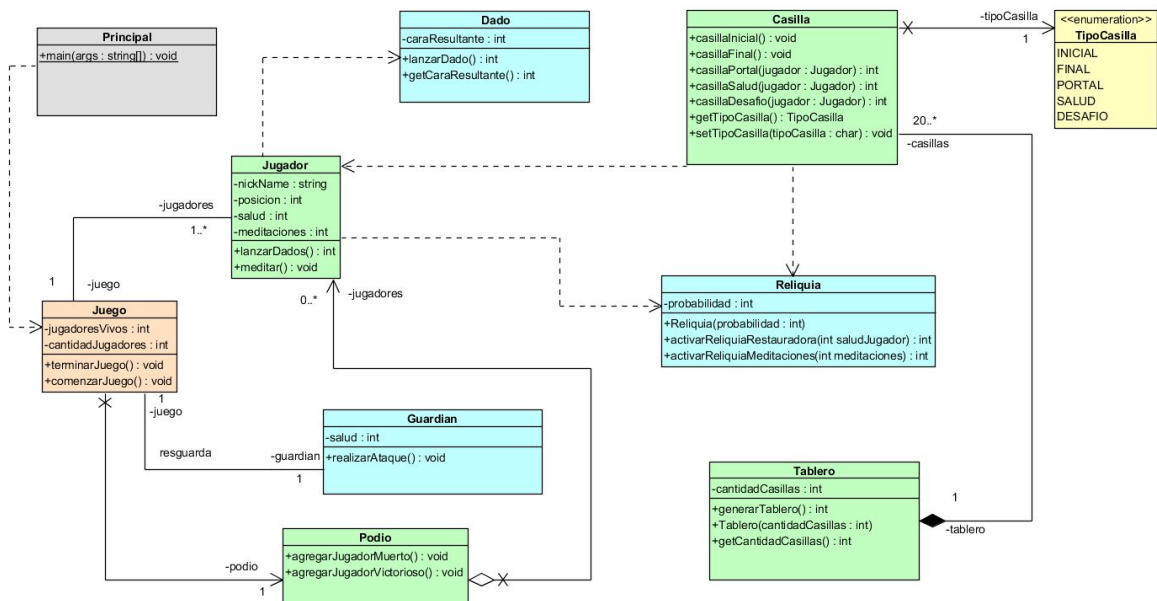 Principal
+main(args : string[]) : void
Dado
-caraResultante : int
+lanzarDado() : int
+getCaraResultante() : int
Casilla
+casillaInicial() : void
+casillaFinal() : void
+casillaPortal(jugador : Jugador) : int
+casillaSalud(jugador : Jugador) : int
+casillaDesafio(jugador : Jugador) : int
+getTipoCasilla() : TipoCasilla
+setTipoCasilla(tipoCasilla : char) : void
-tipoCasilla
1
<<enumeration>>
TipoCasilla
INICIAL
FINAL
PORTAL
SALUD
DESAFIO
20..*
-casillas
Jugador
-nickName : string
-posicion : int
-salud : int
-meditaciones : int
+lanzarDados() : int
+meditar() : void
-jugadores
1..*
1
-juego
0..*
-jugadores
Reliquia
-probabilidad : int
+Reliquia(probabilidad : int)
+activarReliquiaRestauradora(int saludJugador) : int
+activarReliquiaMeditaciones(int meditaciones) : int
Juego
-jugadoresVivos : int
-cantidadJugadores : int
+terminarJuego() : void
+comenzarJuego() : void
1
-juego
resguarda
-guardian
1
Guardian
-salud : int
+realizarAtaque() : void
Tablero
-cantidadCasillas : int
+generarTablero() : int
+Tablero(cantidadCasillas : int)
+getCantidadCasillas() : int
1
-tablero
Podio
+agregarJugadorMuerto() : void
+agregarJugadorVictorioso() : void
-podio
1